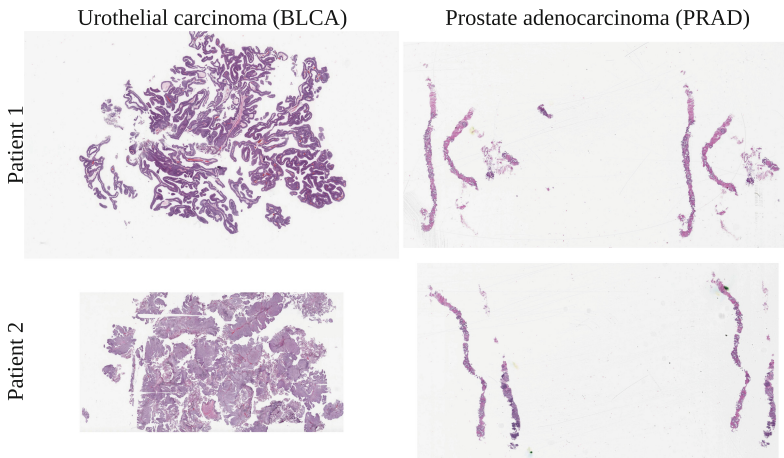 Urothelial carcinoma (BLCA)
Prostate adenocarcinoma (PRAD)
Patient 1
Patient 2